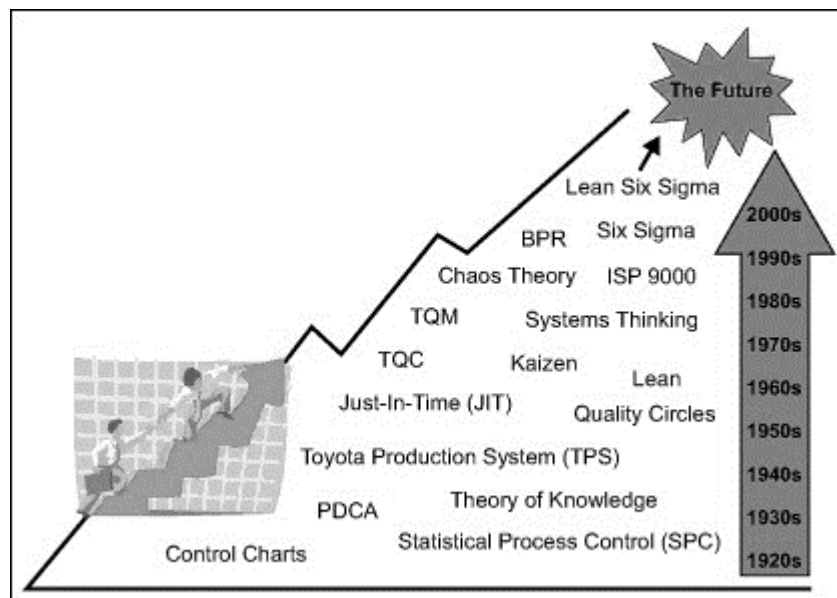 The Future
Lean Six Sigma
2000s
BPR
Six Sigma
1990s
Chaos Theory
ISP 9000
1980s
TQM
Systems Thinking
1970s
TQC
Kaizen
Lean
1960s
Just-In-Time (JIT)
Quality Circles
1950s
Toyota Production System (TPS)
1940s
PDCA
Theory of Knowledge
1930s
Control Charts
Statistical Process Control (SPC)
1920s